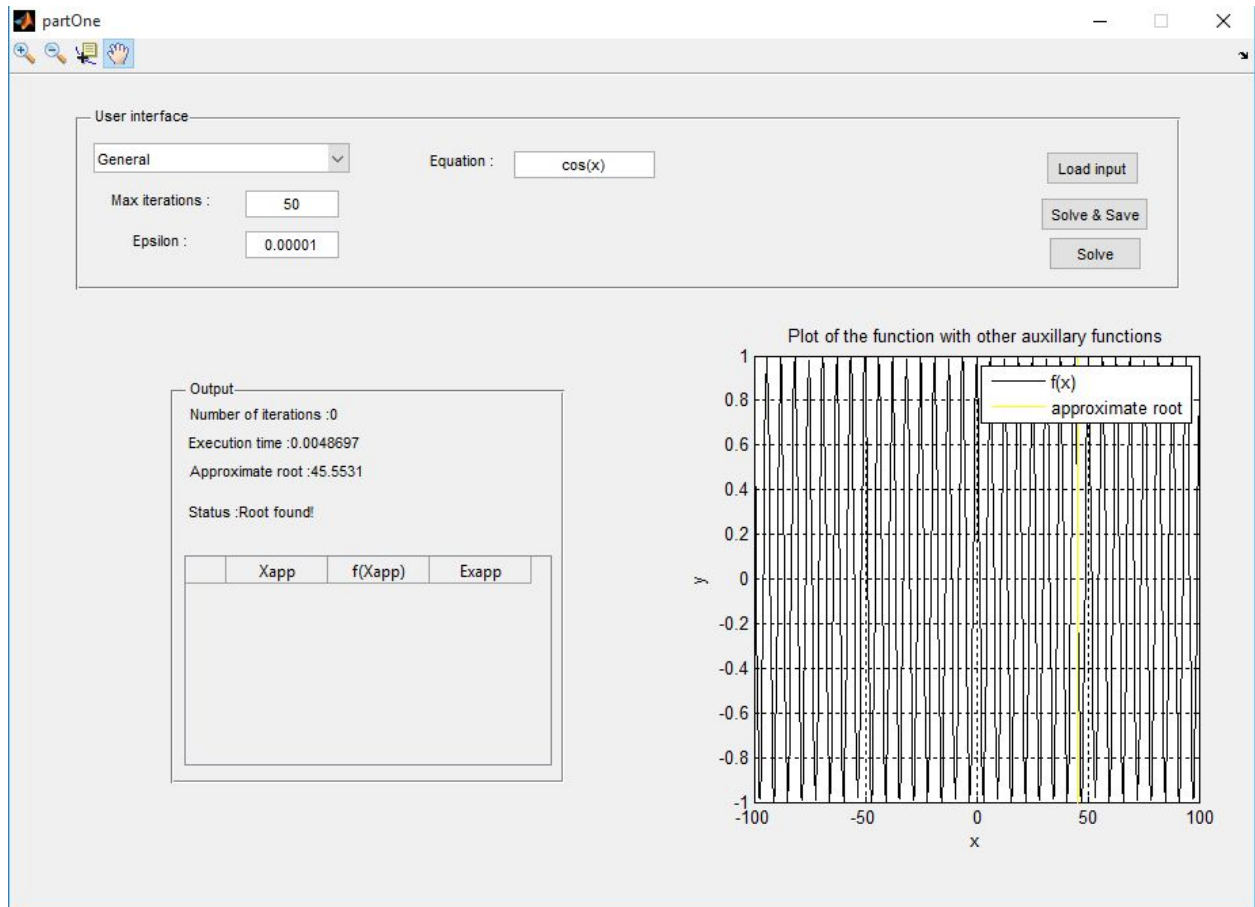 partOne
User interface
General
Equation :
cos(x)
Load input
Max iterations :
50
Solve & Save
Epsilon :
0.00001
Solve
Output
Number of iterations :0
Execution time :0.0048697
Approximate root :45.5531
Status :Root found!
Xapp f(Xapp) Exapp
Plot of the function with other auxillary functions
f(x)
approximate root
1
0.8
0.6
0.4
0.2
0
-0.2
-0.4
-0.6
-0.8
-1
y
-100 -50 0 50 100
x